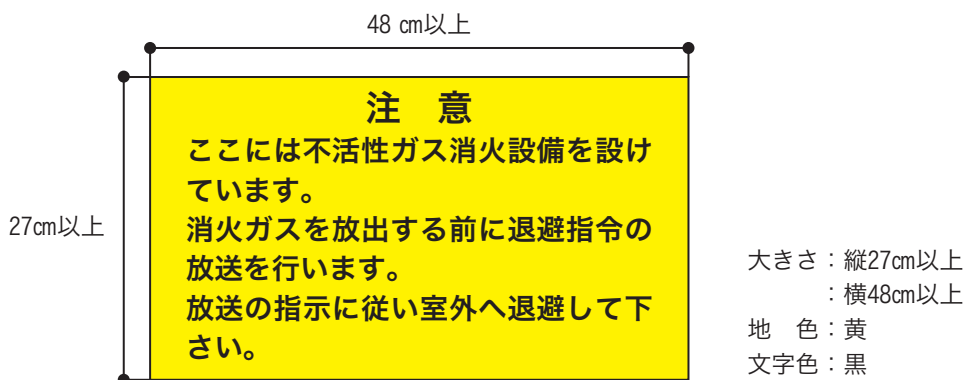 48 ㎝以上
27㎝以上
注　意
ここには不活性ガス消火設備を設け
ています。
消火ガスを放出する前に退避指令の
放送を行います。
放送の指示に従い室外へ退避して下
さい。
大きさ：縦27㎝以上
：横48㎝以上
地　色：黄
文字色：黒